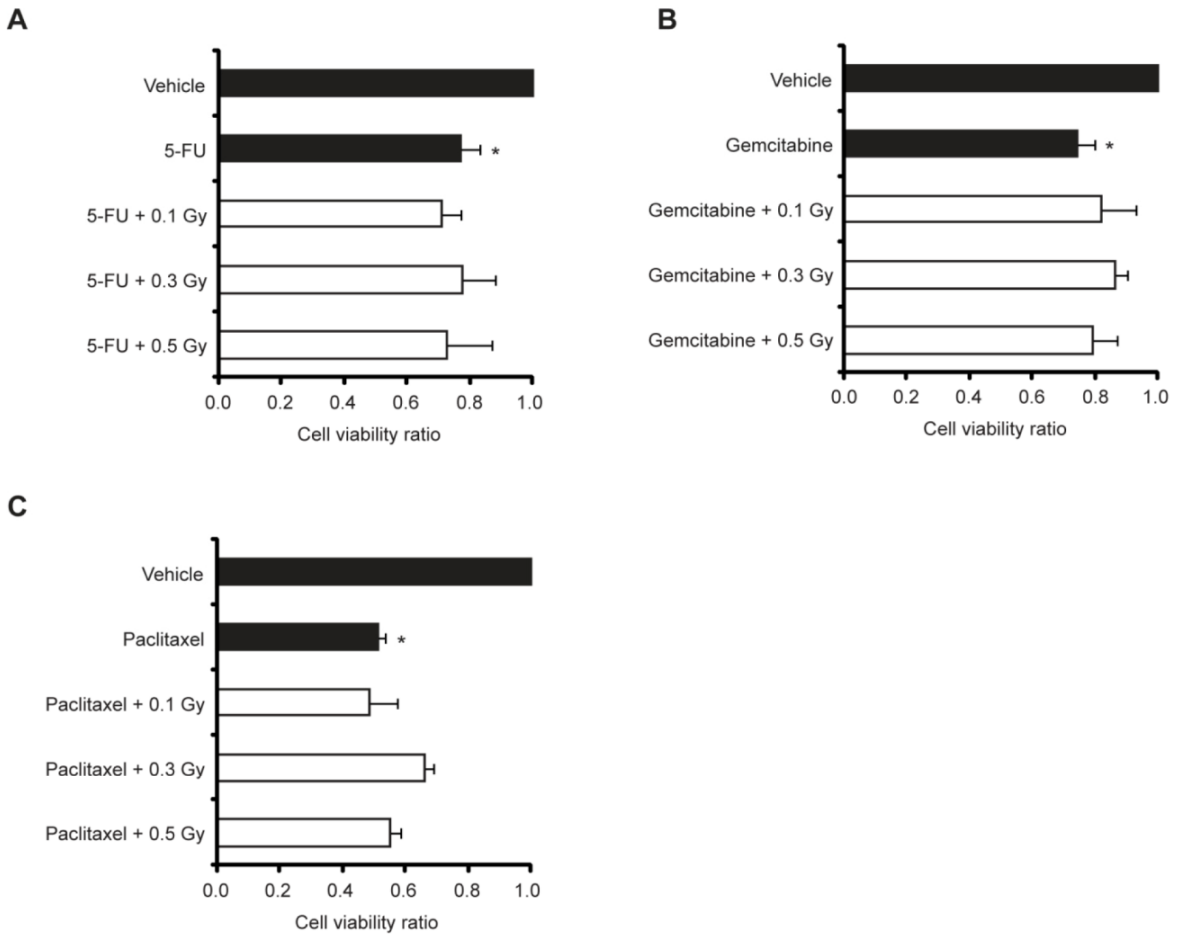 A
Vehicle
5-FU
*
5-FU + 0.1 Gy
5-FU + 0.3 Gy
5-FU + 0.5 Gy
0.0 0.2 0.4 0.6 0.8 1.0
Cell viability ratio
B
Vehicle
Gemcitabine
*
Gemcitabine + 0.1 Gy
Gemcitabine + 0.3 Gy
Gemcitabine + 0.5 Gy
0.0 0.2 0.4 0.6 0.8 1.0
Cell viability ratio
C
Vehicle
Paclitaxel
*
Paclitaxel + 0.1 Gy
Paclitaxel + 0.3 Gy
Paclitaxel + 0.5 Gy
0.0 0.2 0.4 0.6 0.8 1.0
Cell viability ratio